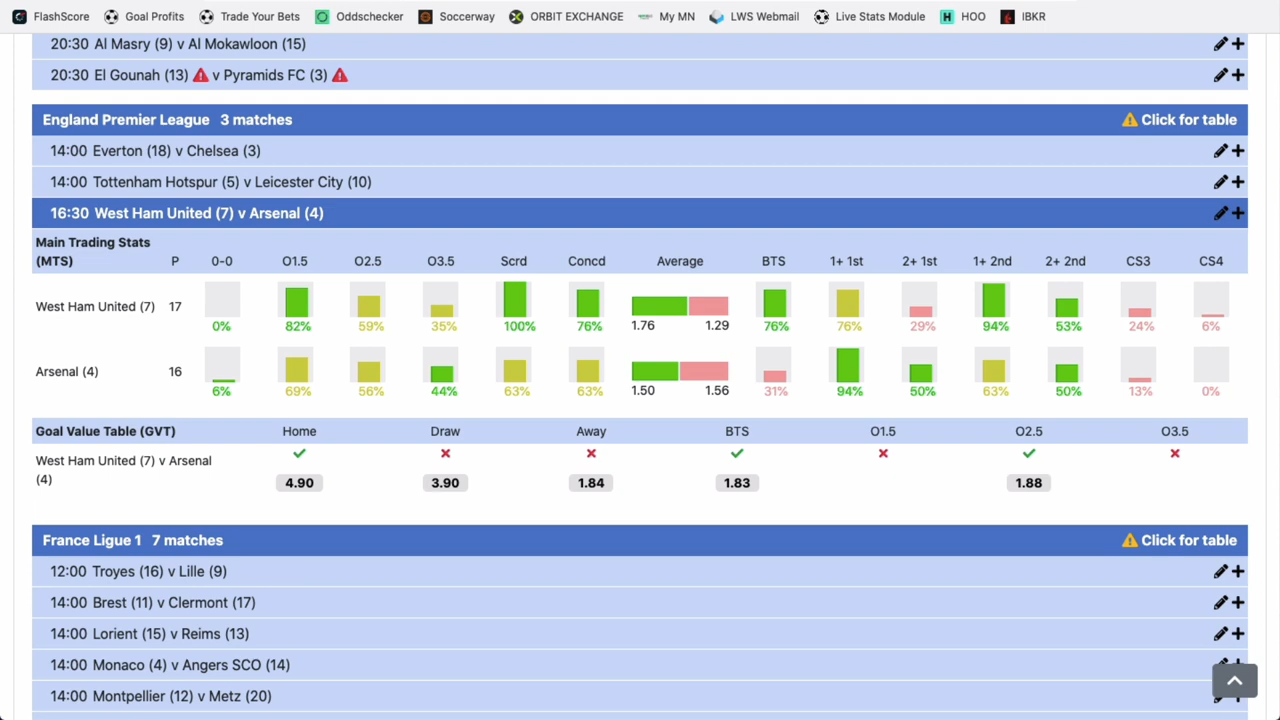 FlashScore Goal Profits Trade Your Bets Oddschecker Soccerway ORBIT EXCHANGE My MN LWS Webmail Live Stats Module HOO IBKR
20:30 Al Masry (9) v Al Mokawloon (15)
20:30 El Gounah (13) v Pyramids FC (3)
England Premier League 3 matches Click for table
14:00 Everton (18) v Chelsea (3)
14:00 Tottenham Hotspur (5) v Leicester City (10)
16:30 West Ham United (7) v Arsenal (4)
Main Trading Stats
(MTS) P 0-0 O1.5 O2.5 O3.5 Scrd Concd Average BTS 1+ 1st 2+ 1st 1+ 2nd 2+ 2nd CS3 CS4
West Ham United (7) 17
0% 82% 59% 35% 100% 76% 1.76 1.29 76% 76% 29% 94% 53% 24% 6%
Arsenal (4) 16
6% 69% 56% 44% 63% 63% 1.50 1.56 31% 94% 50% 63% 50% 13% 0%
Goal Value Table (GVT) Home Draw Away BTS O1.5 O2.5 O3.5
West Ham United (7) v Arsenal
(4)
4.90 3.90 1.84 1.83 1.88
France Ligue 1 7 matches Click for table
12:00 Troyes (16) v Lille (9)
14:00 Brest (11) v Clermont (17)
14:00 Lorient (15) v Reims (13)
14:00 Monaco (4) v Angers SCO (14)
14:00 Montpellier (12) v Metz (20)